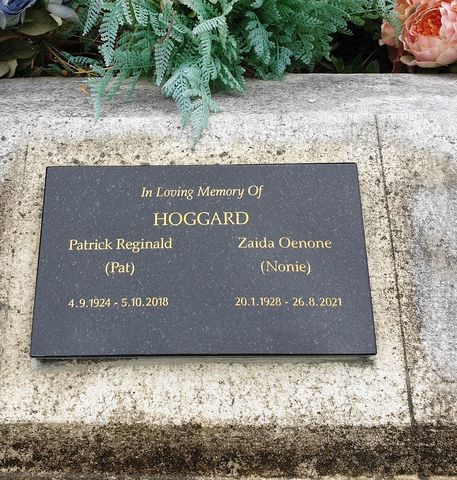 In Loving Memory Of
HOGGARD
Patrick Reginald Zaida Oenone
(Pat) (Nonie)
4.9.1924 - 5.10.2018 20.1.1928 - 26.8.2021